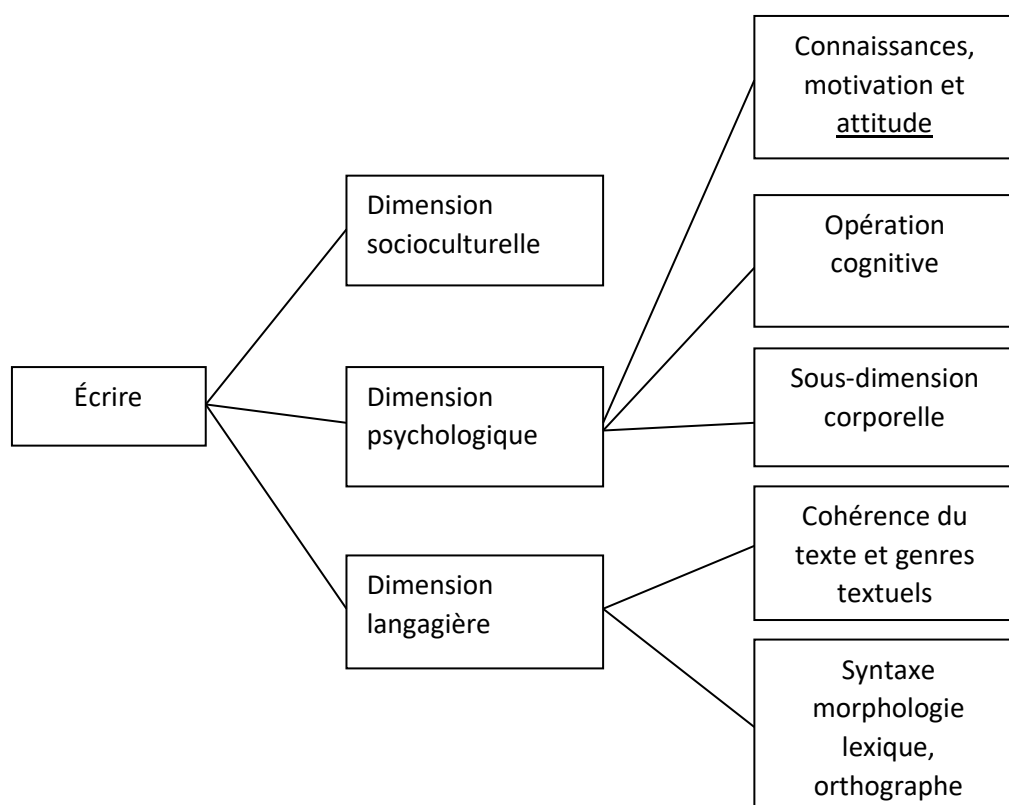 Écrire
Dimension
socioculturelle
Dimension
psychologique
Dimension
langagière
Connaissances,
motivation et
attitude
Opération
cognitive
Sous-dimension
corporelle
Cohérence du
texte et genres
textuels
Syntaxe
morphologie
lexique,
orthographe